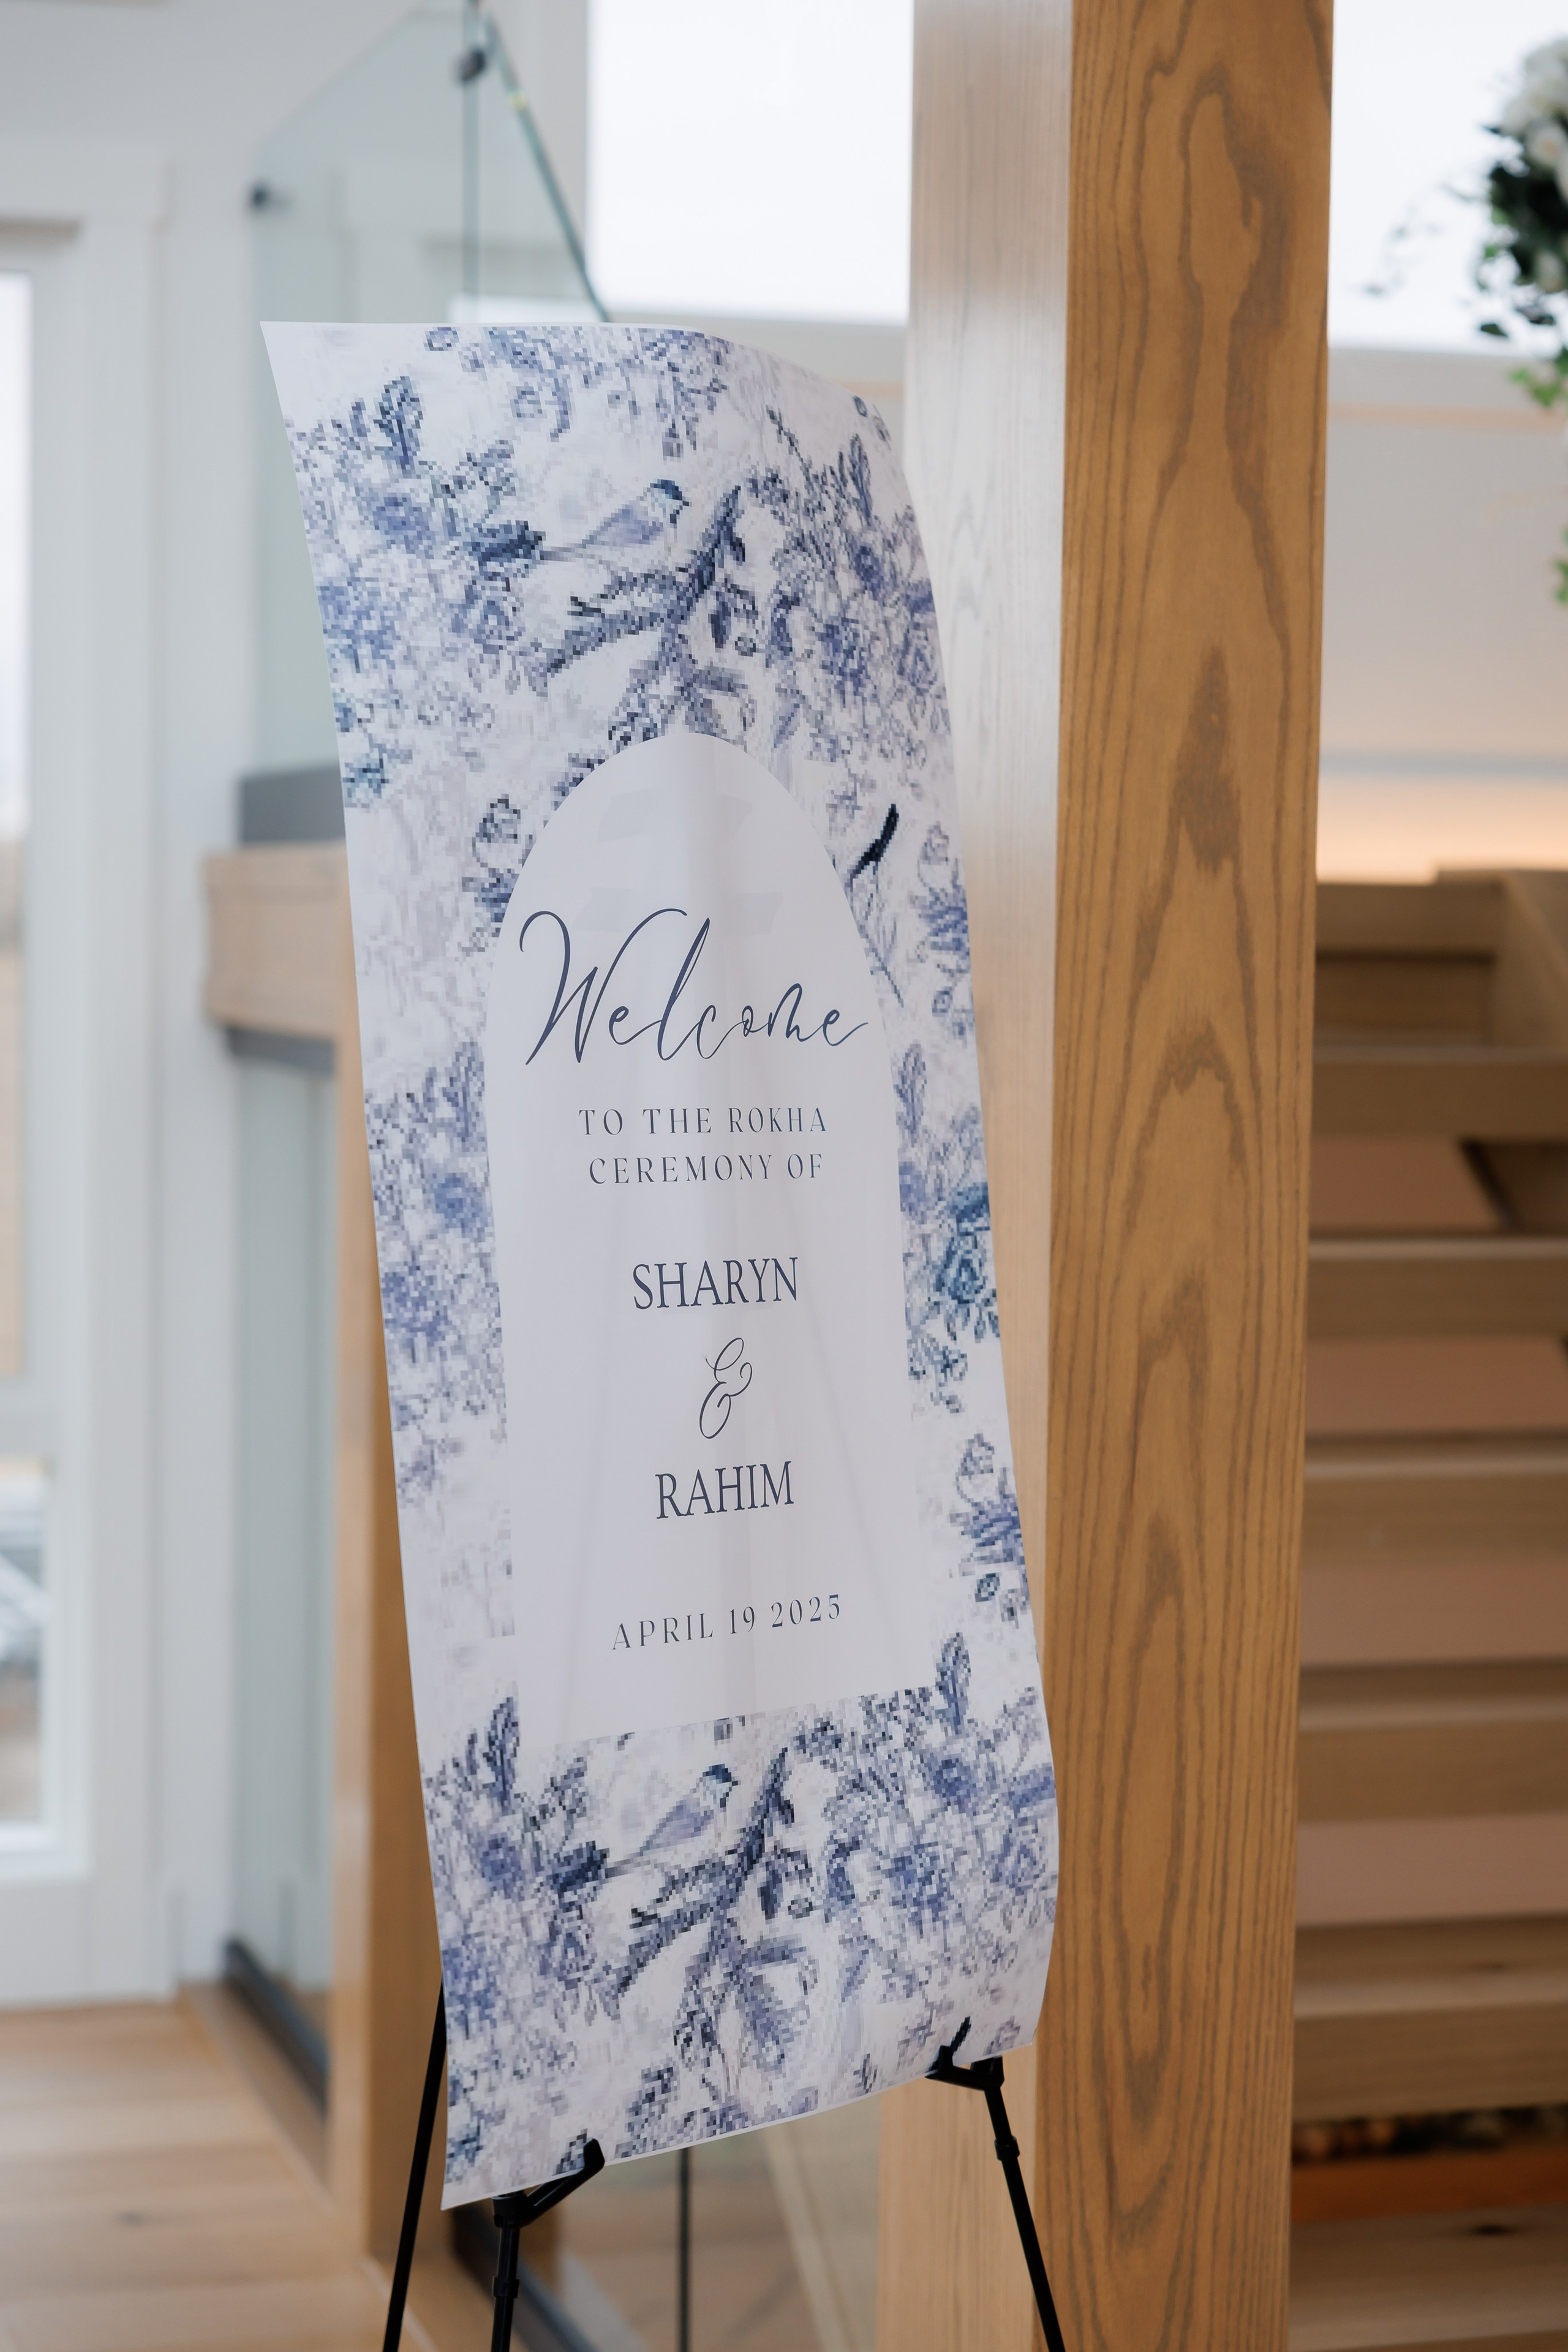 Welcome
TO THE ROKHA
CEREMONY OF
SHARYN
&
RAHIM
APRIL 19 2025